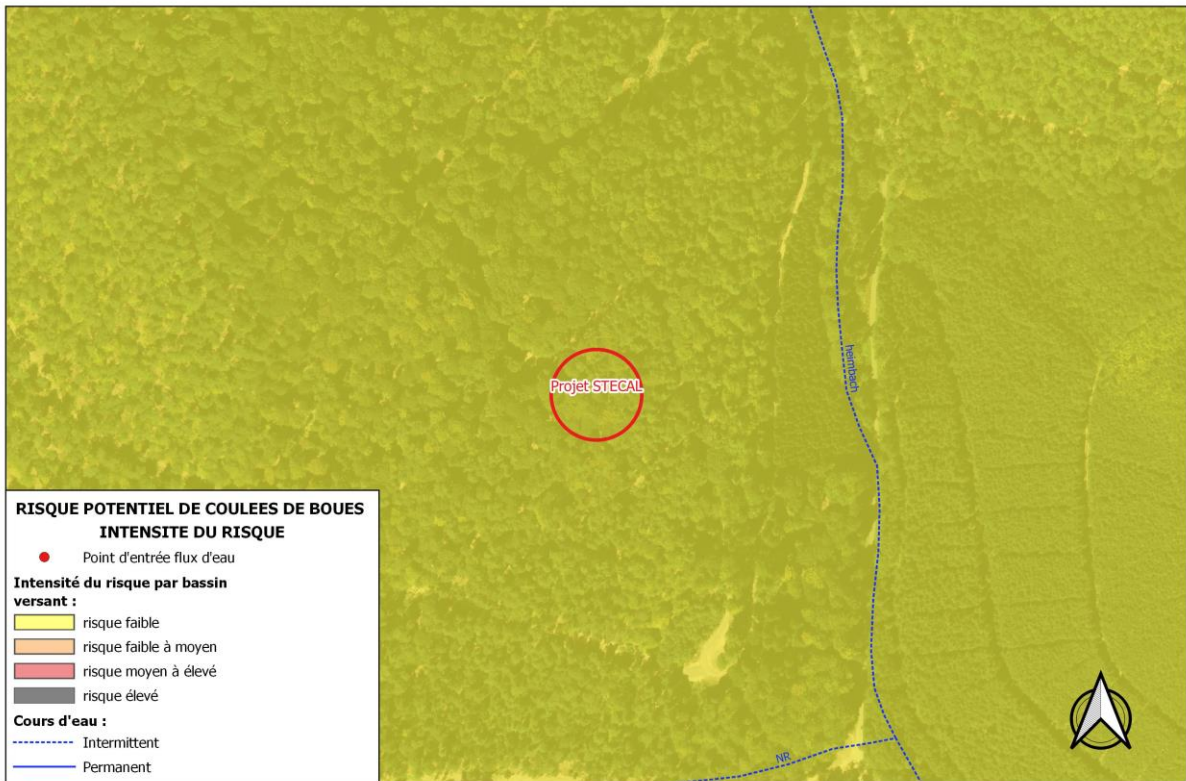 heimbach
Projet STECAL
NR
RISQUE POTENTIEL DE COULEES DE BOUES
INTENSITE DU RISQUE
Point d'entrée flux d'eau
Intensité du risque par bassin
versant :
risque faible
risque faible à moyen
risque moyen à élevé
risque élevé
Cours d'eau :
Intermittent
Permanent